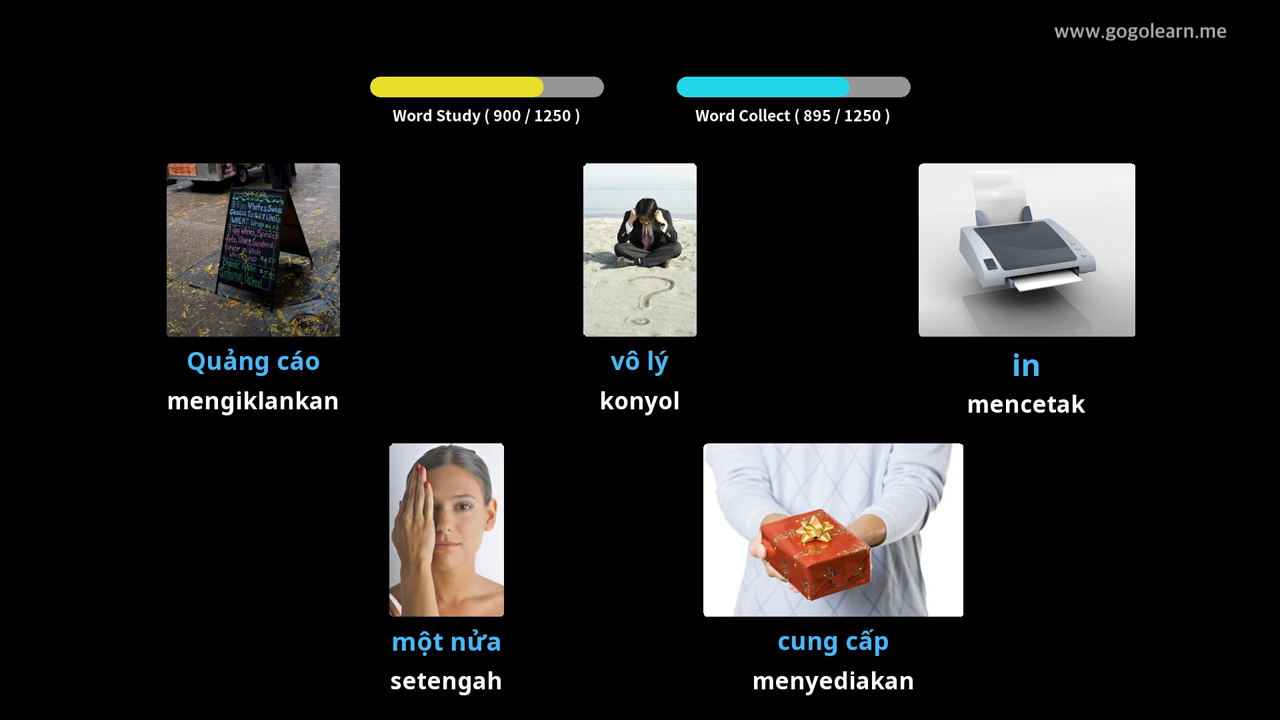 www.gogolearn.me
Word Study ( 900 / 1250 )
Word Collect ( 895 / 1250 )
Quảng cáo
mengiklankan
vô lý
konyol
in
mencetak
một nửa
setengah
cung cấp
menyediakan